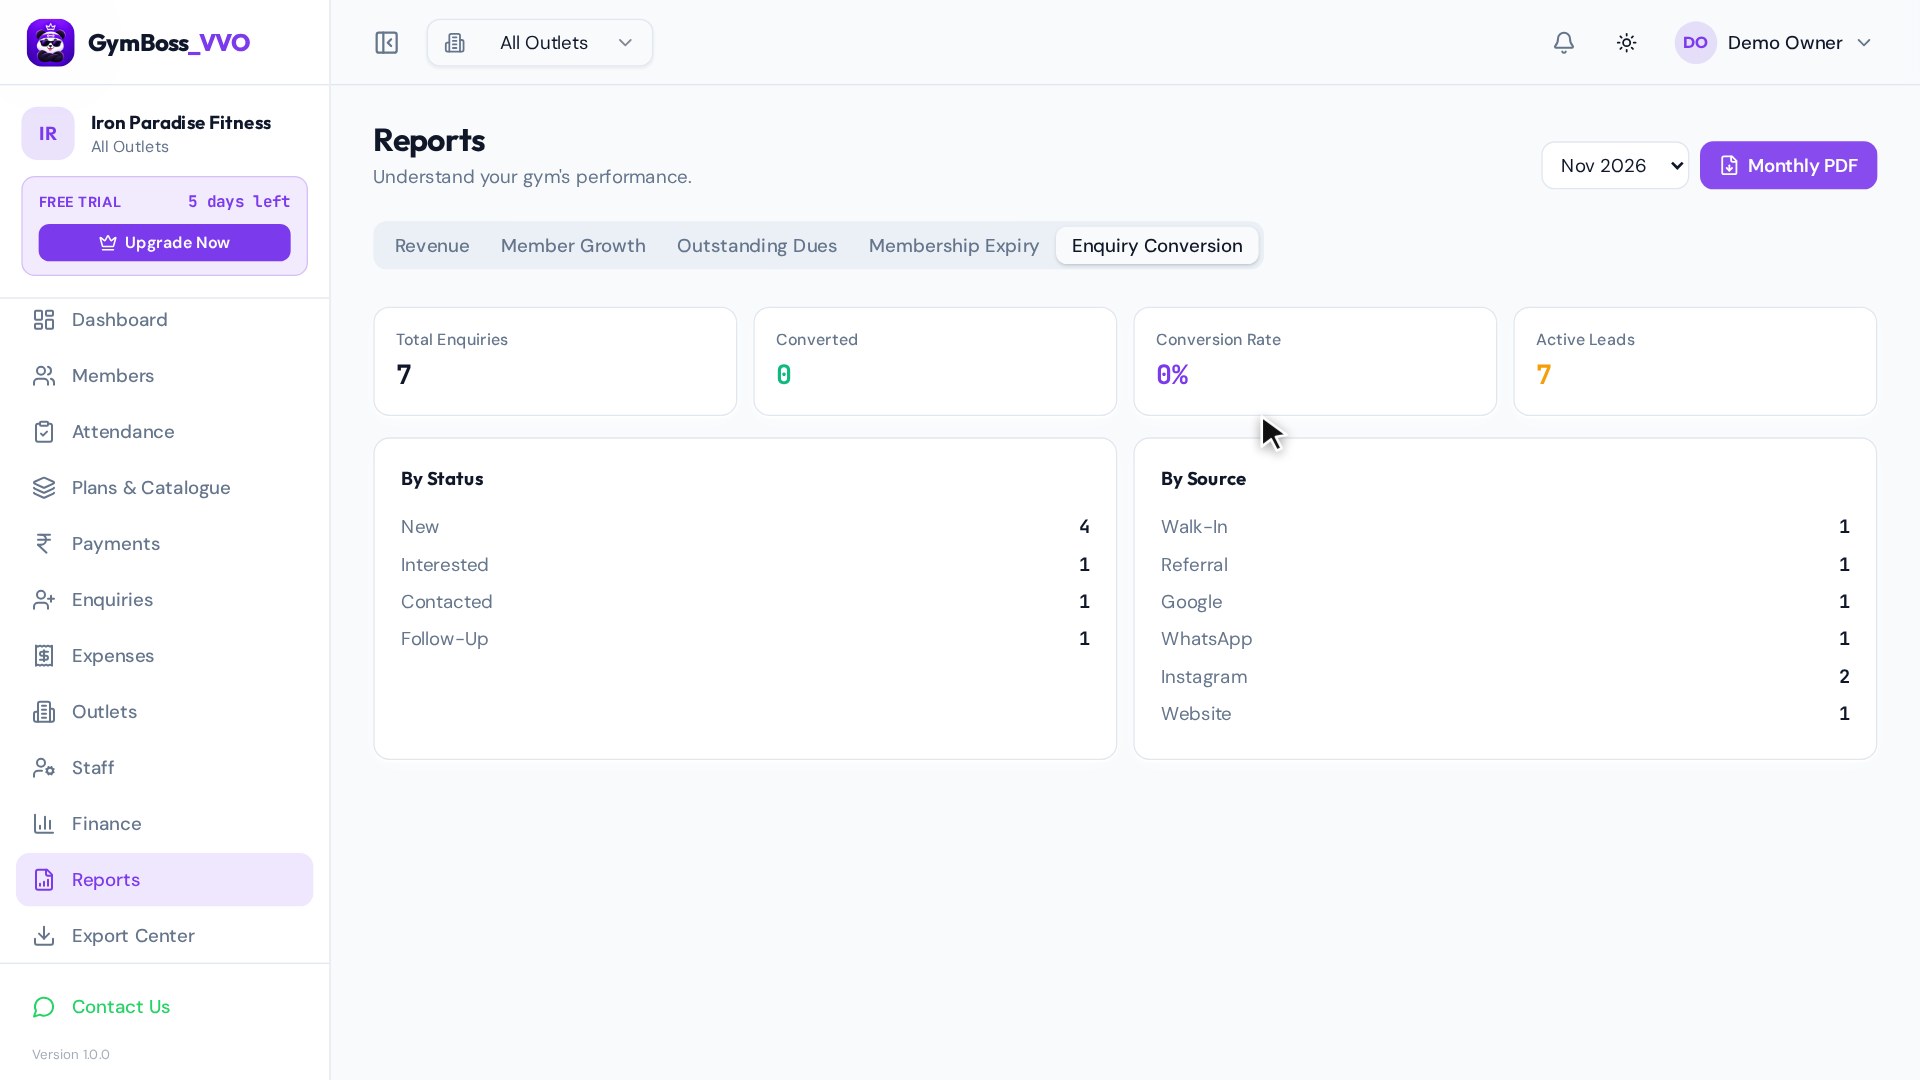 GymBoss_VVO
All Outlets
DO Demo Owner
IR
Iron Paradise Fitness
All Outlets
FREE TRIAL 5 days left
Upgrade Now
Dashboard
Members
Attendance
Plans & Catalogue
Payments
Enquiries
Expenses
Outlets
Staff
Finance
Reports
Export Center
Contact Us
Version 1.0.0
Reports
Understand your gym's performance.
Nov 2026
Monthly PDF
Revenue Member Growth Outstanding Dues Membership Expiry Enquiry Conversion
Total Enquiries
7
Converted
0
Conversion Rate
0%
Active Leads
7
By Status
New 4
Interested 1
Contacted 1
Follow-Up 1
By Source
Walk-In 1
Referral 1
Google 1
WhatsApp 1
Instagram 2
Website 1